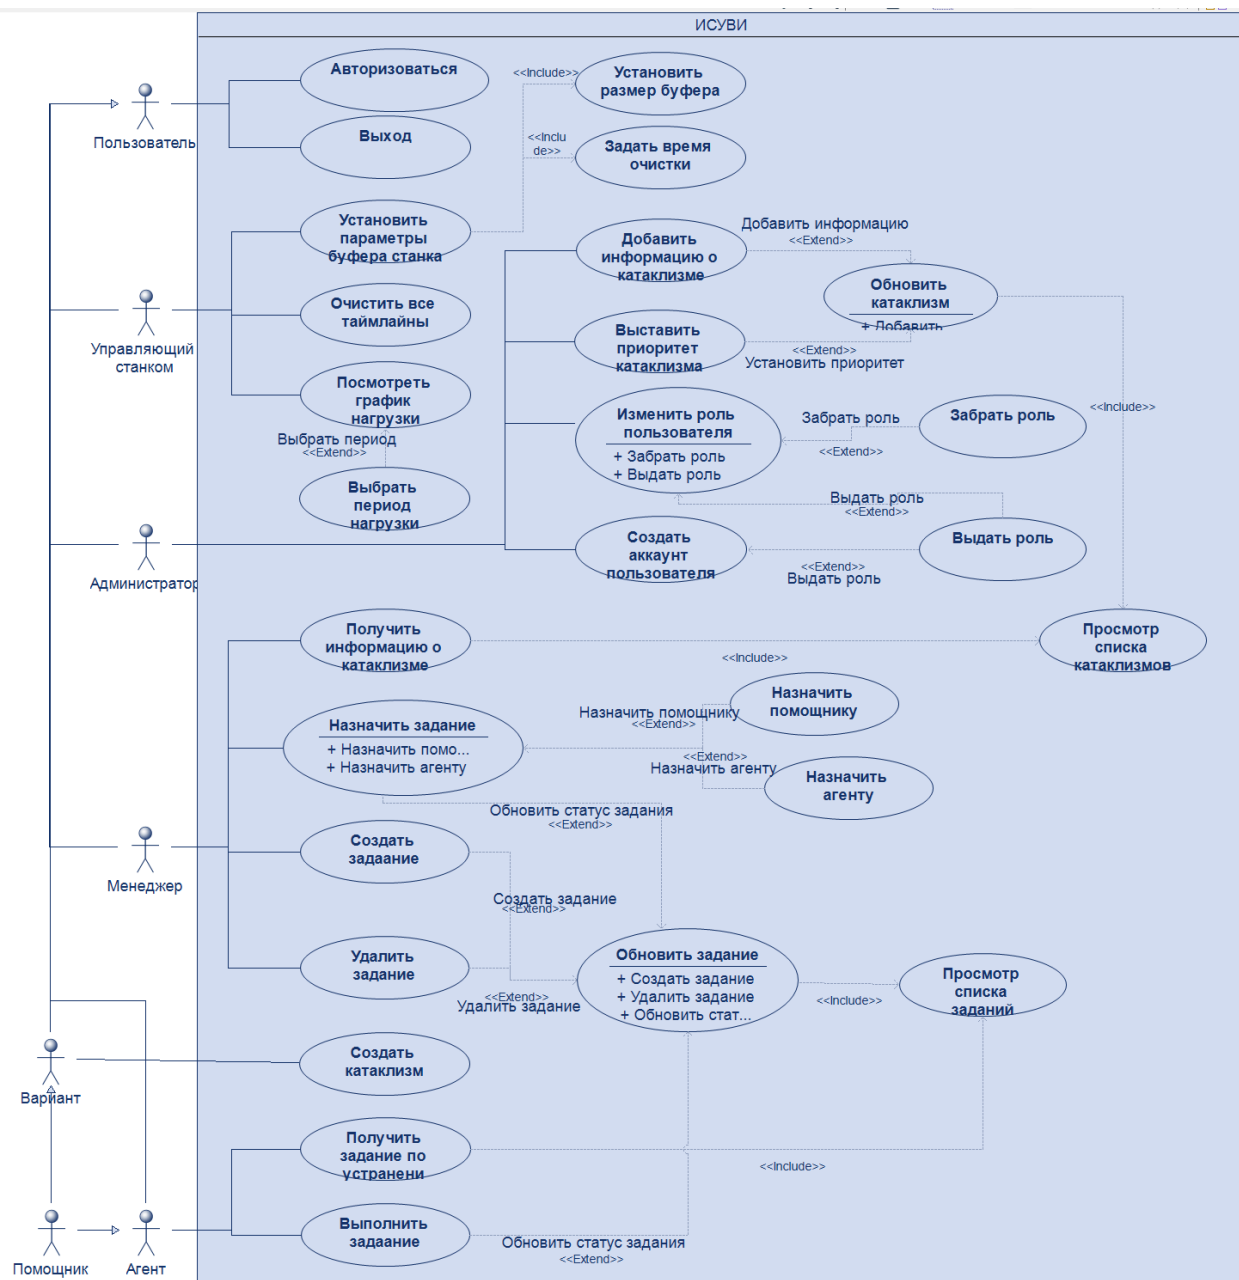 ИСУВИ
Авторизоваться
<<Include>>
Установить
размер буфера
Пользователь
Выход
<<Inclu
de>>
Задать время
очистки
Установить
параметры
буфера станка
Добавить
информацию о
катаклизме
Добавить информацию
<<Extend>>
Обновить
катаклизм
+ Добавить
Очистить все
таймлайны
Управляющий
станком
Выставить
приоритет
катаклизма
<<Extend>>
Установить приоритет
Посмотреть
график
нагрузки
Изменить роль
пользователя
+ Забрать роль
+ Выдать роль
Забрать роль
<<Extend>>
Забрать роль
<<Include>>
Выбрать период
<<Extend>>
Выбрать
период
нагрузки
Выдать роль
<<Extend>>
Администратор
Создать
аккаунт
пользователя
<<Extend>>
Выдать роль
Выдать роль
Получить
информацию о
катаклизме
<<Include>>
Просмотр
списка
катаклизмов
Назначить задание
+ Назначить помо...
+ Назначить агенту
Назначить помощнику
<<Extend>>
Назначить
помощнику
<<Extend>>
Назначить агенту
Назначить
агенту
Обновить статус задания
<<Extend>>
Менеджер
Создать
задаание
Создать задание
<<Extend>>
Удалить
задание
<<Extend>>
Удалить задание
Обновить задание
+ Создать задание
+ Удалить задание
+ Обновить стат...
<<Include>>
Просмотр
списка
заданий
Вариант
Создать
катаклизм
Получить
задание по
устранени
<<Include>>
Помощник
Агент
Выполнить
задаание
Обновить статус задания
<<Extend>>